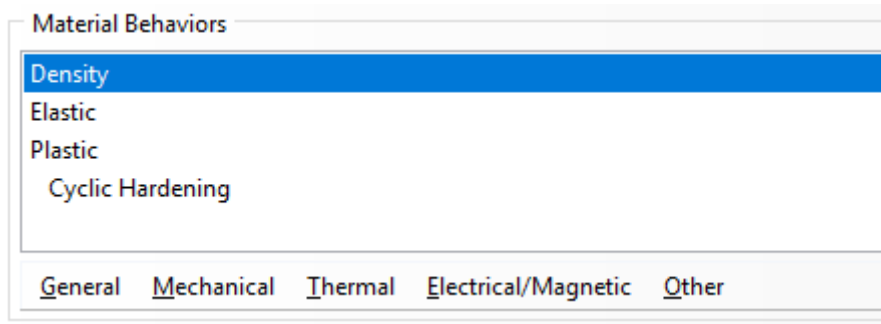 Material Behaviors
Density
Elastic
Plastic
Cyclic Hardening
General Mechanical Thermal Electrical/Magnetic Other